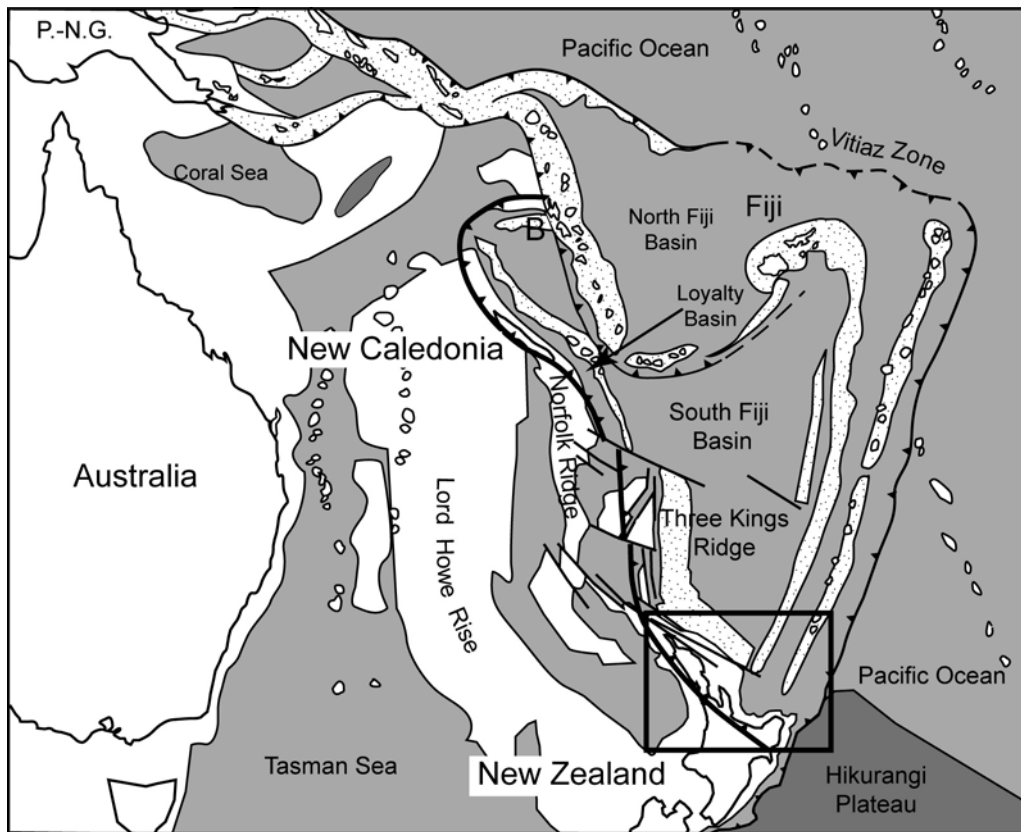 P.-N.G.
Pacific Ocean
Vitiaz Zone
Coral Sea
Fiji
North Fiji
Basin
B
Loyalty
Basin
New Caledonia
Norfolk Ridge
South Fiji
Basin
Australia
Lord Howe Rise
Three Kings
Ridge
Pacific Ocean
Tasman Sea
New Zealand
Hikurangi
Plateau